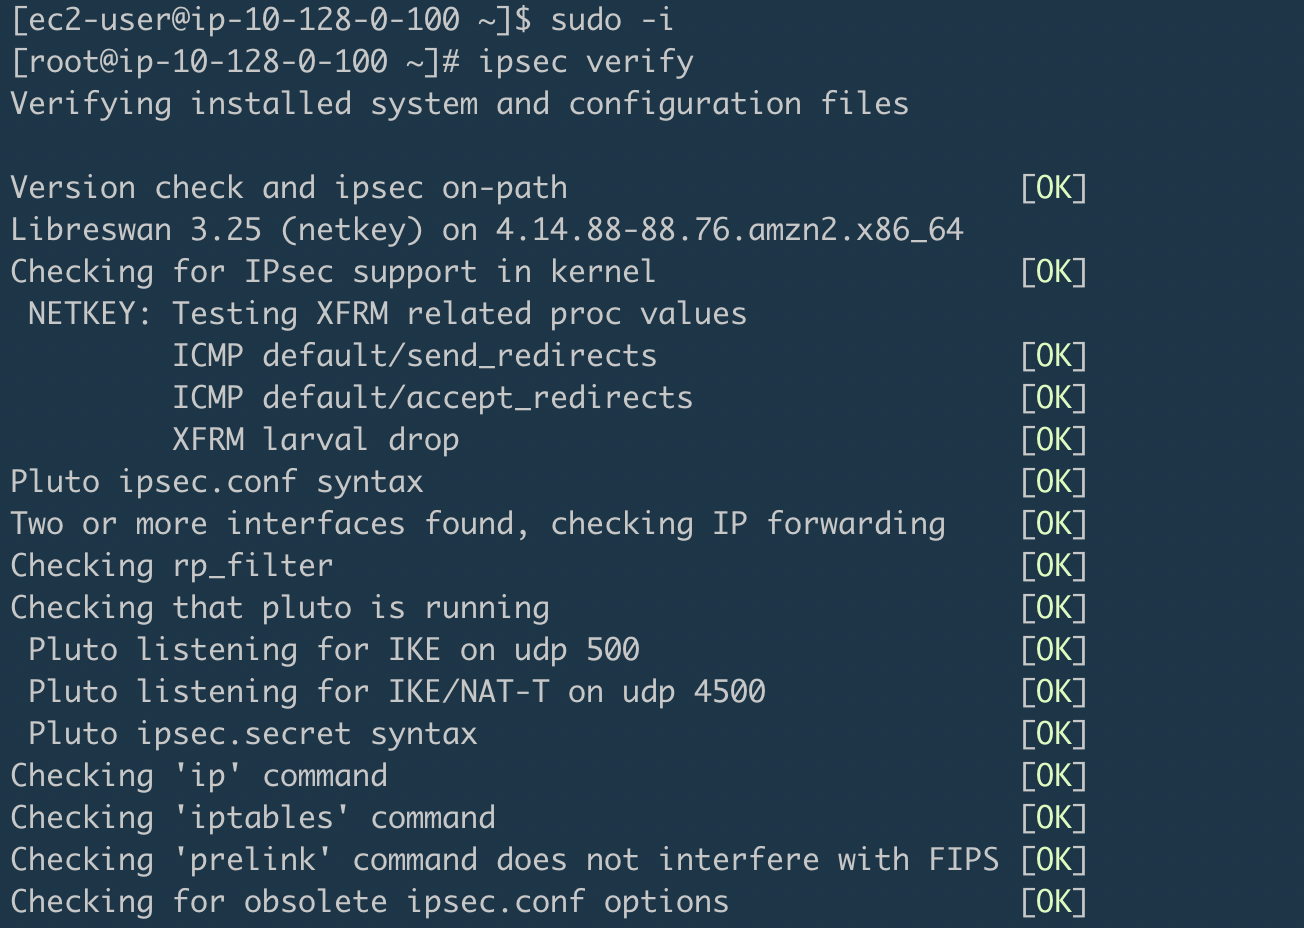 [ec2-user@ip-10-128-0-100 ~]$ sudo -i
[root@ip-10-128-0-100 ~]# ipsec verify
Verifying installed system and configuration files

Version check and ipsec on-path                   [OK]
Libreswan 3.25 (netkey) on 4.14.88-88.76.amzn2.x86_64
Checking for IPsec support in kernel              [OK]
 NETKEY: Testing XFRM related proc values
         ICMP default/send_redirects              [OK]
         ICMP default/accept_redirects            [OK]
         XFRM larval drop                         [OK]
Pluto ipsec.conf syntax                           [OK]
Two or more interfaces found, checking IP forwarding    [OK]
Checking rp_filter                                [OK]
Checking that pluto is running                    [OK]
 Pluto listening for IKE on udp 500               [OK]
 Pluto listening for IKE/NAT-T on udp 4500        [OK]
 Pluto ipsec.secret syntax                        [OK]
Checking 'ip' command                             [OK]
Checking 'iptables' command                       [OK]
Checking 'prelink' command does not interfere with FIPS [OK]
Checking for obsolete ipsec.conf options          [OK]